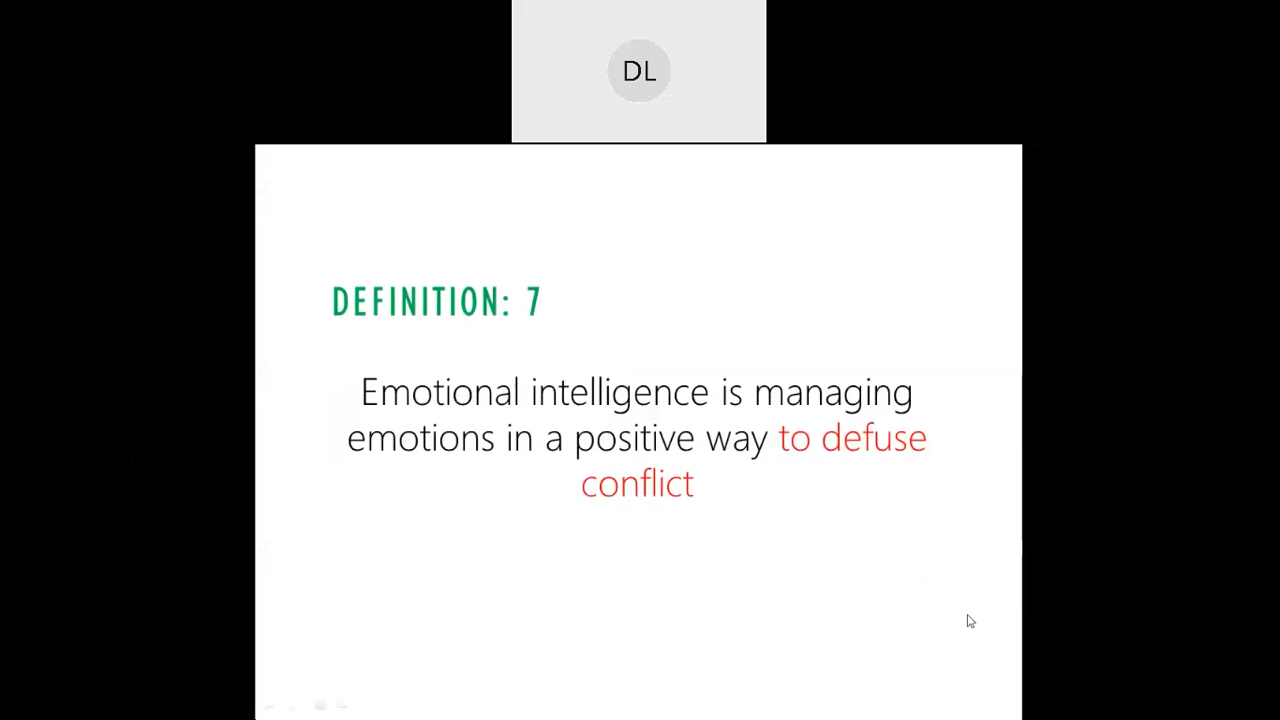 DL
DEFINITION: 7
Emotional intelligence is managing
emotions in a positive way to defuse
conflict